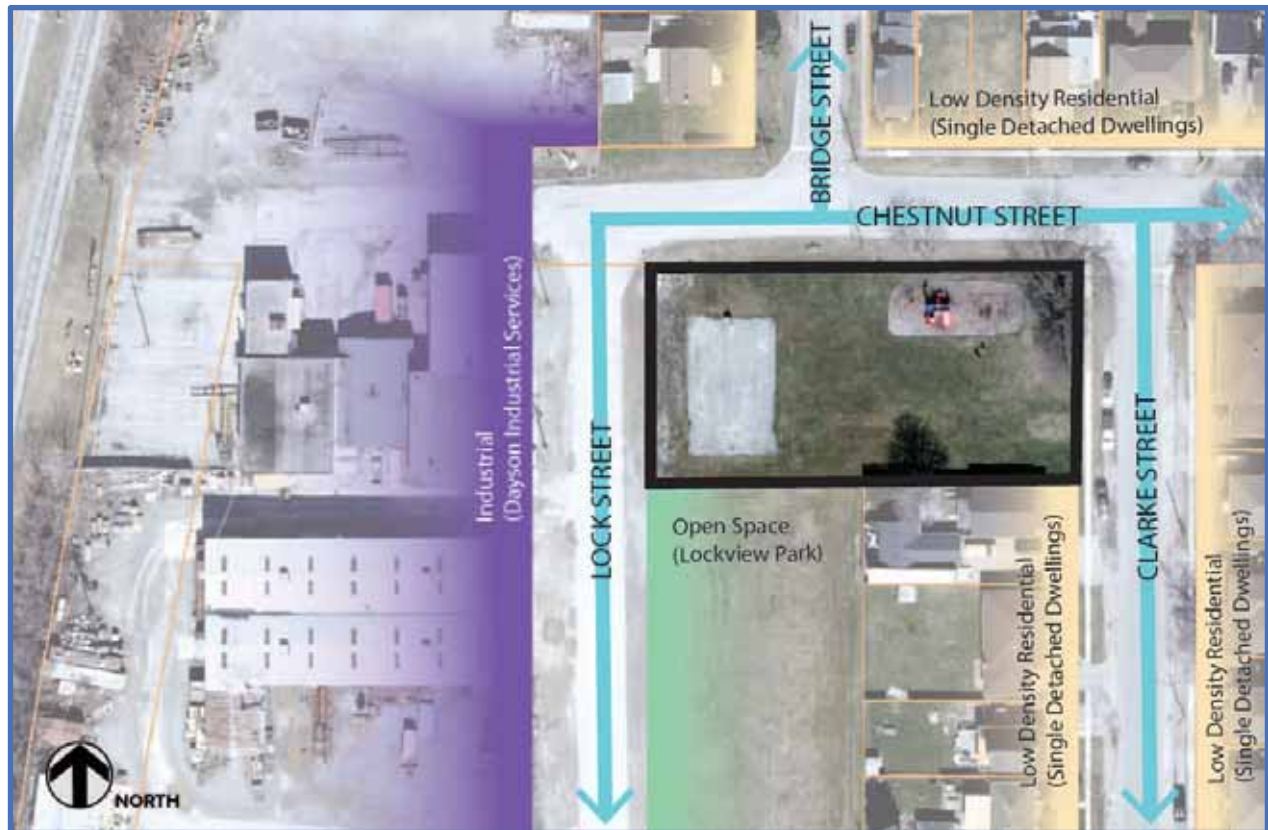 BRIDGE STREET
Low Density Residential
(Single Detached Dwellings)
CHESTNUT STREET
Industrial
(Dayson Industrial Services)
LOCK STREET
Open Space
(Lockview Park)
Low Density Residential
(Single Detached Dwellings)
CLARKE STREET
Low Density Residential
(Single Detached Dwellings)
NORTH